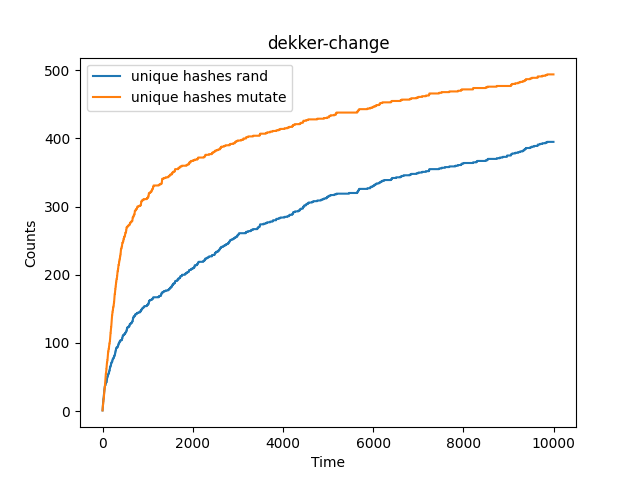 dekker-change
unique hashes rand
unique hashes mutate
500
400
300
200
100
0
Counts
0 2000 4000 6000 8000 10000
Time